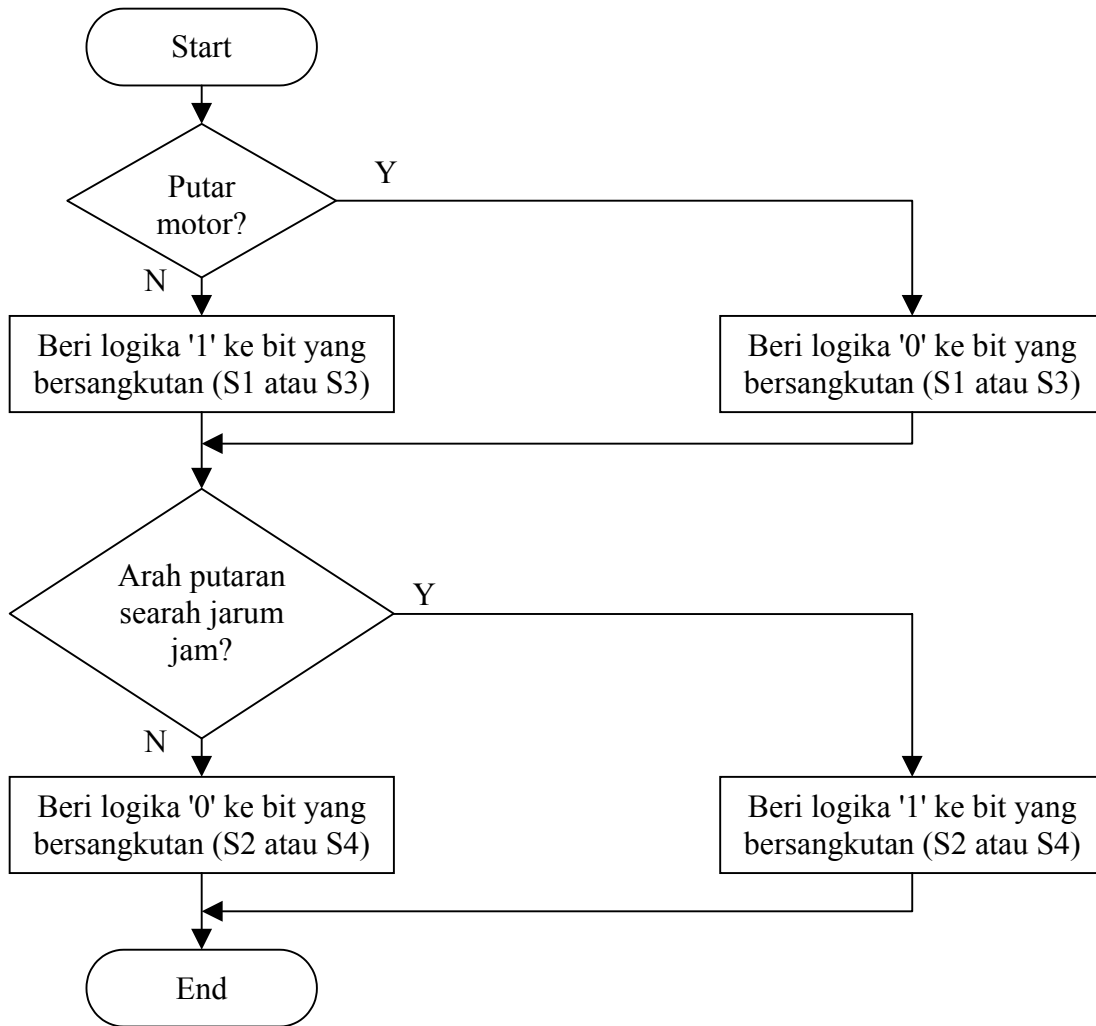 Start
Putar
motor?
Y
N
Beri logika '1' ke bit yang
bersangkutan (S1 atau S3)
Beri logika '0' ke bit yang
bersangkutan (S1 atau S3)
Arah putaran
searah jarum
jam?
Y
N
Beri logika '0' ke bit yang
bersangkutan (S2 atau S4)
Beri logika '1' ke bit yang
bersangkutan (S2 atau S4)
End